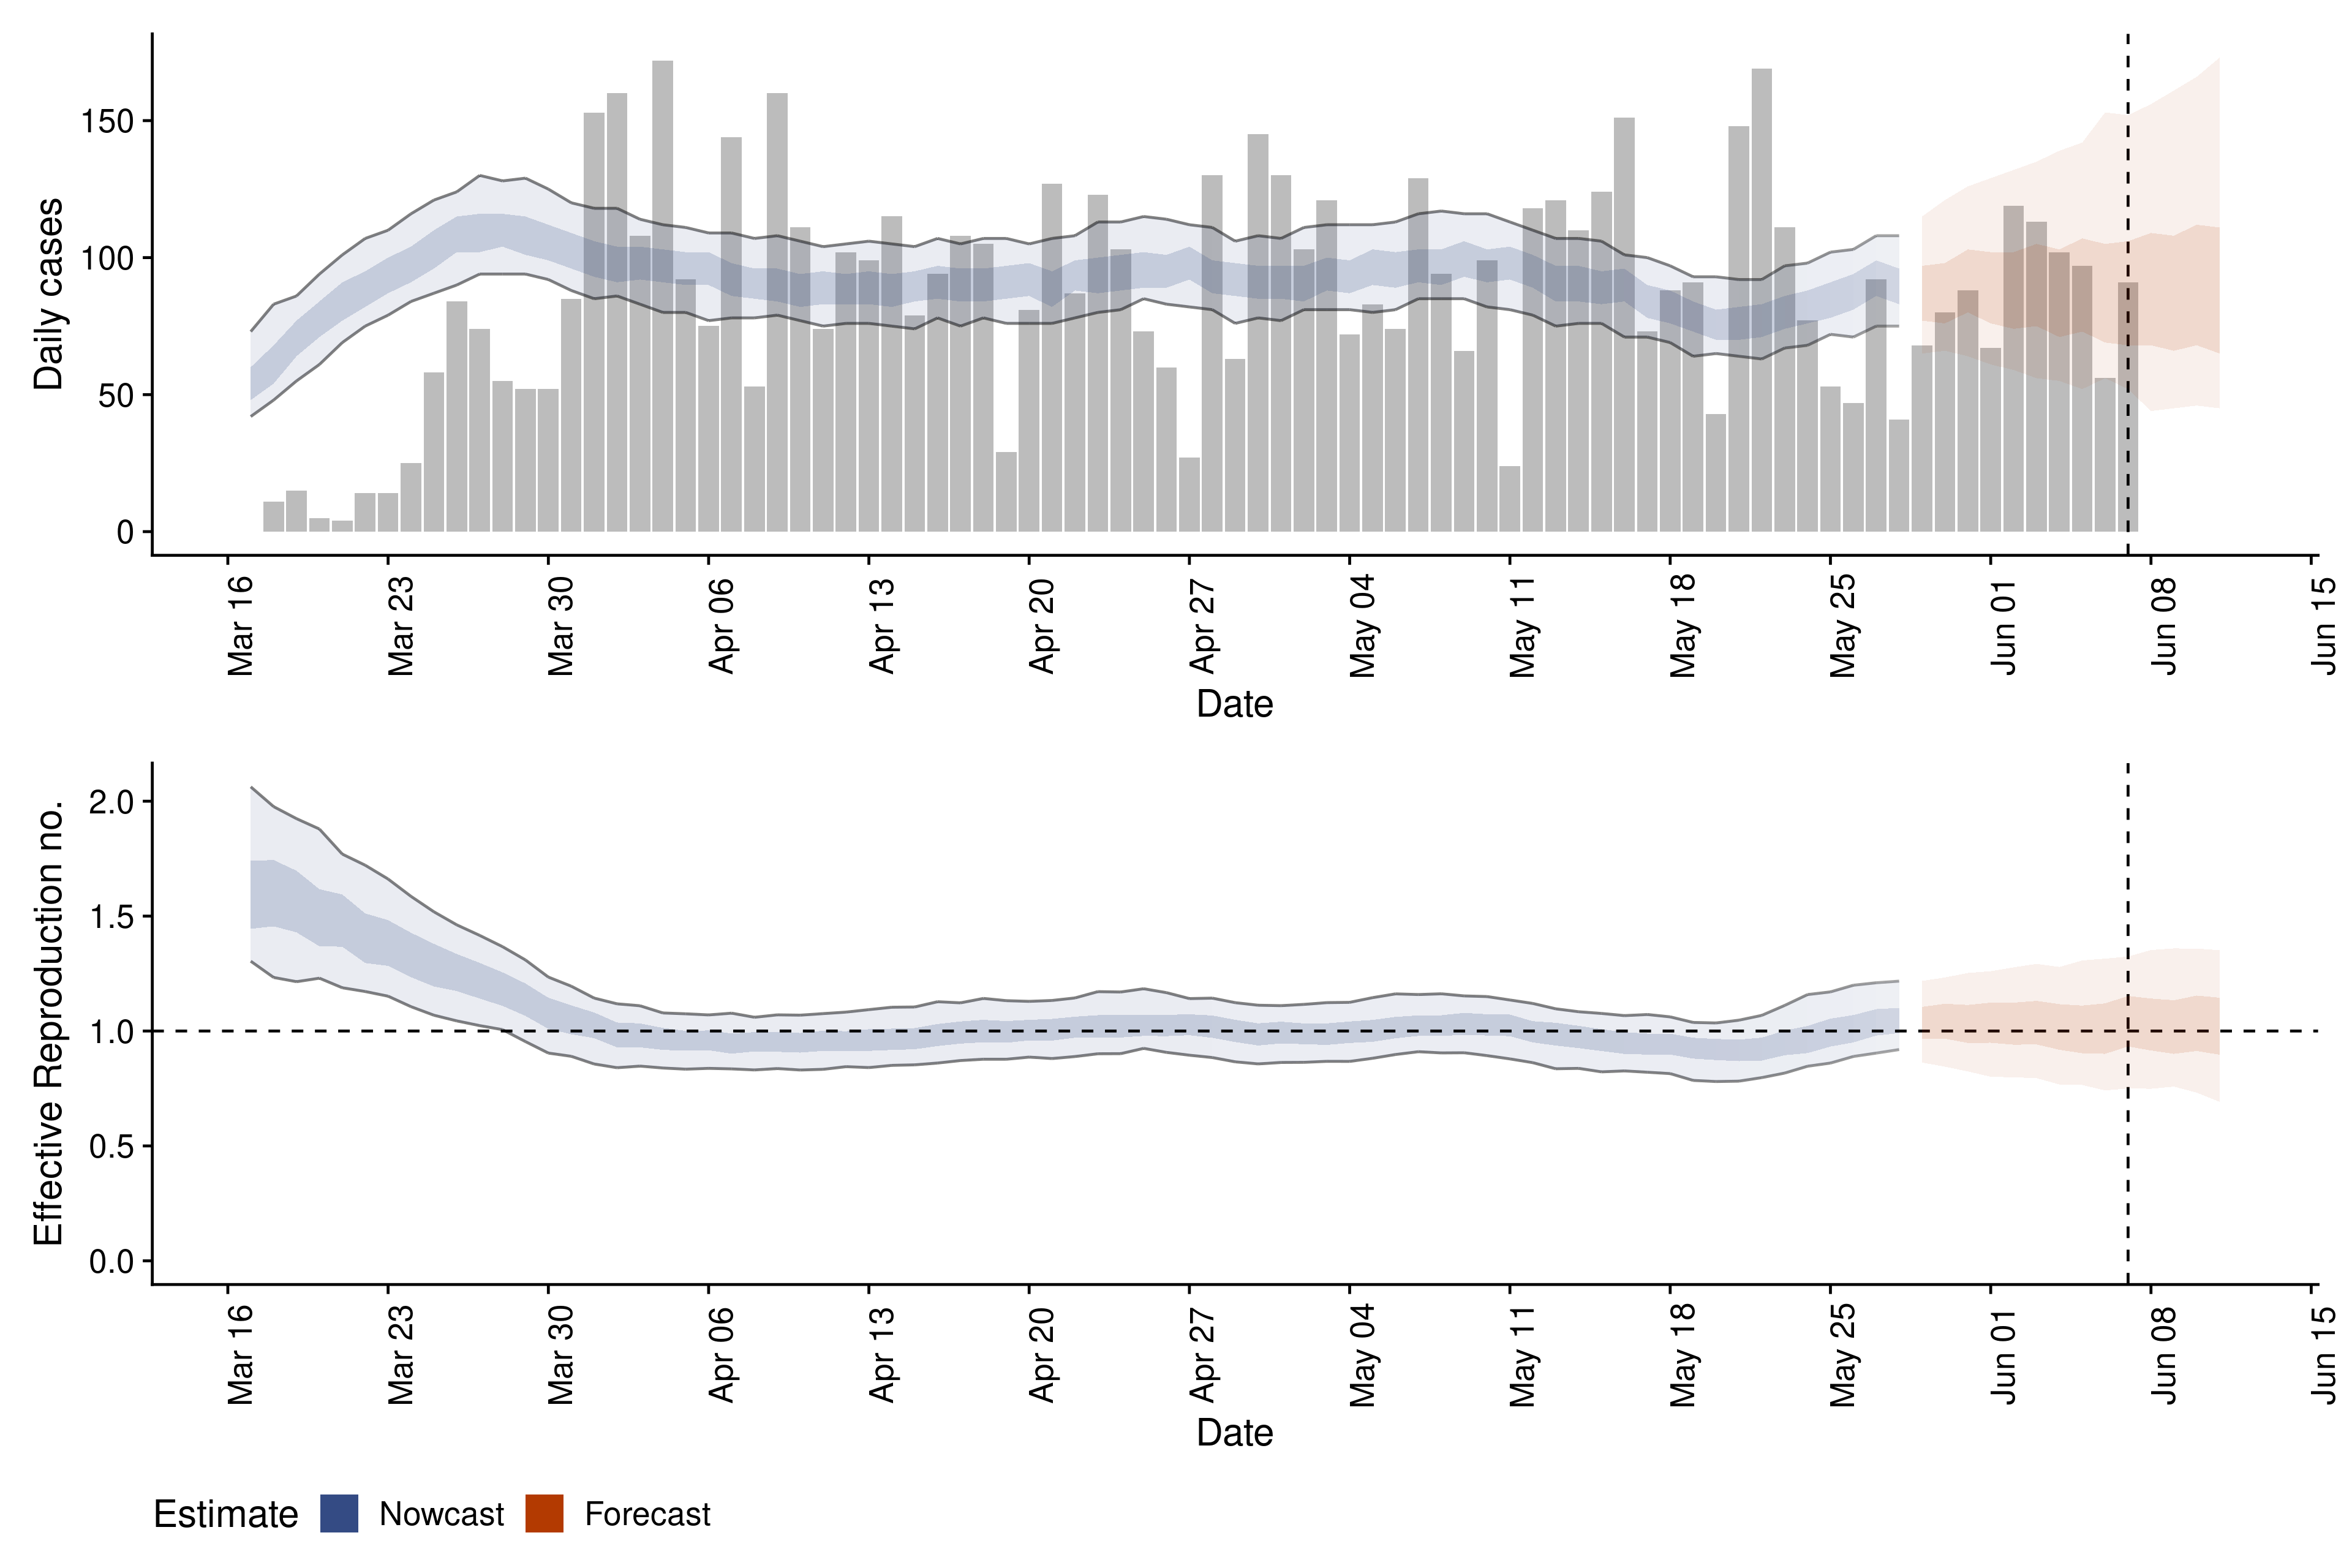 Daily cases
150
100
50
0
Mar 16
Mar 23
Mar 30
Apr 06
Apr 13
Apr 20
Apr 27
May 04
May 11
May 18
May 25
Jun 01
Jun 08
Jun 15
Date
Effective Reproduction no.
2.0
1.5
1.0
0.5
0.0
Mar 16
Mar 23
Mar 30
Apr 06
Apr 13
Apr 20
Apr 27
May 04
May 11
May 18
May 25
Jun 01
Jun 08
Jun 15
Date
Estimate Nowcast Forecast